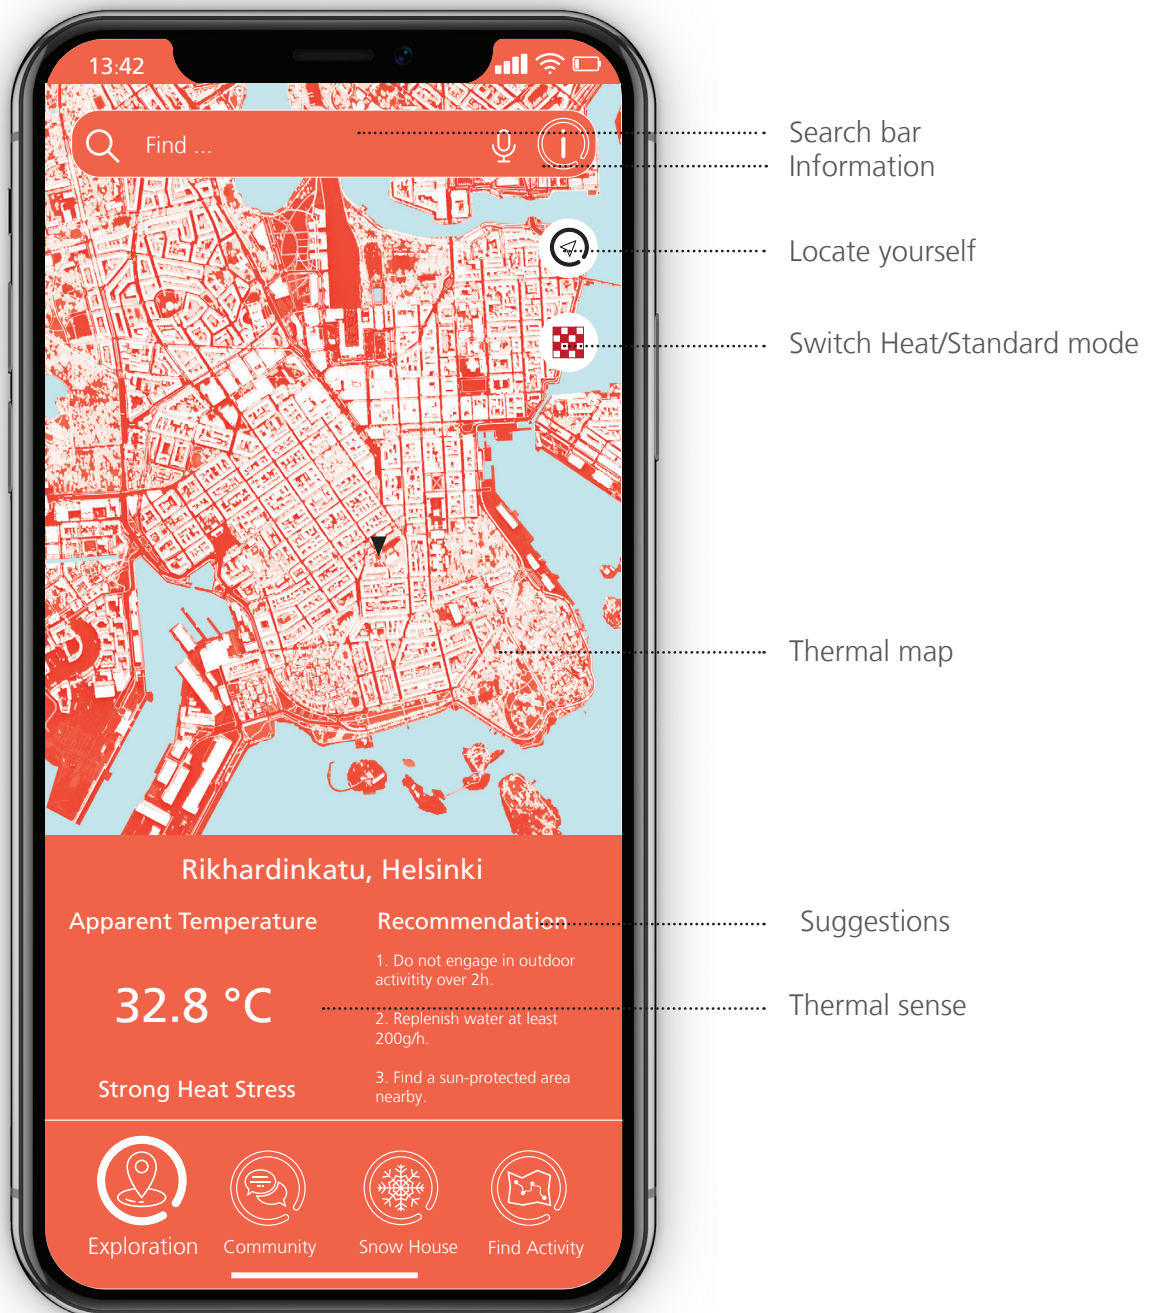 13:42
Find ...
Search bar
Information
Locate yourself
Switch Heat/Standard mode
Thermal map
Rikhardinkatu, Helsinki
Apparent Temperature
32.8 °C
Strong Heat Stress
Recommendation
1. Do not engage in outdoor
activitity over 2h.
2. Replenish water at least
200g/h.
3. Find a sun-protected area
nearby.
Suggestions
Thermal sense
Exploration
Community
Snow House
Find Activity